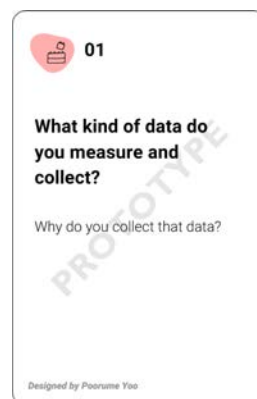 01
What kind of data do
you measure and
collect?
Why do you collect that data?
PROTOTYPE
Designed by Poorume Yoo